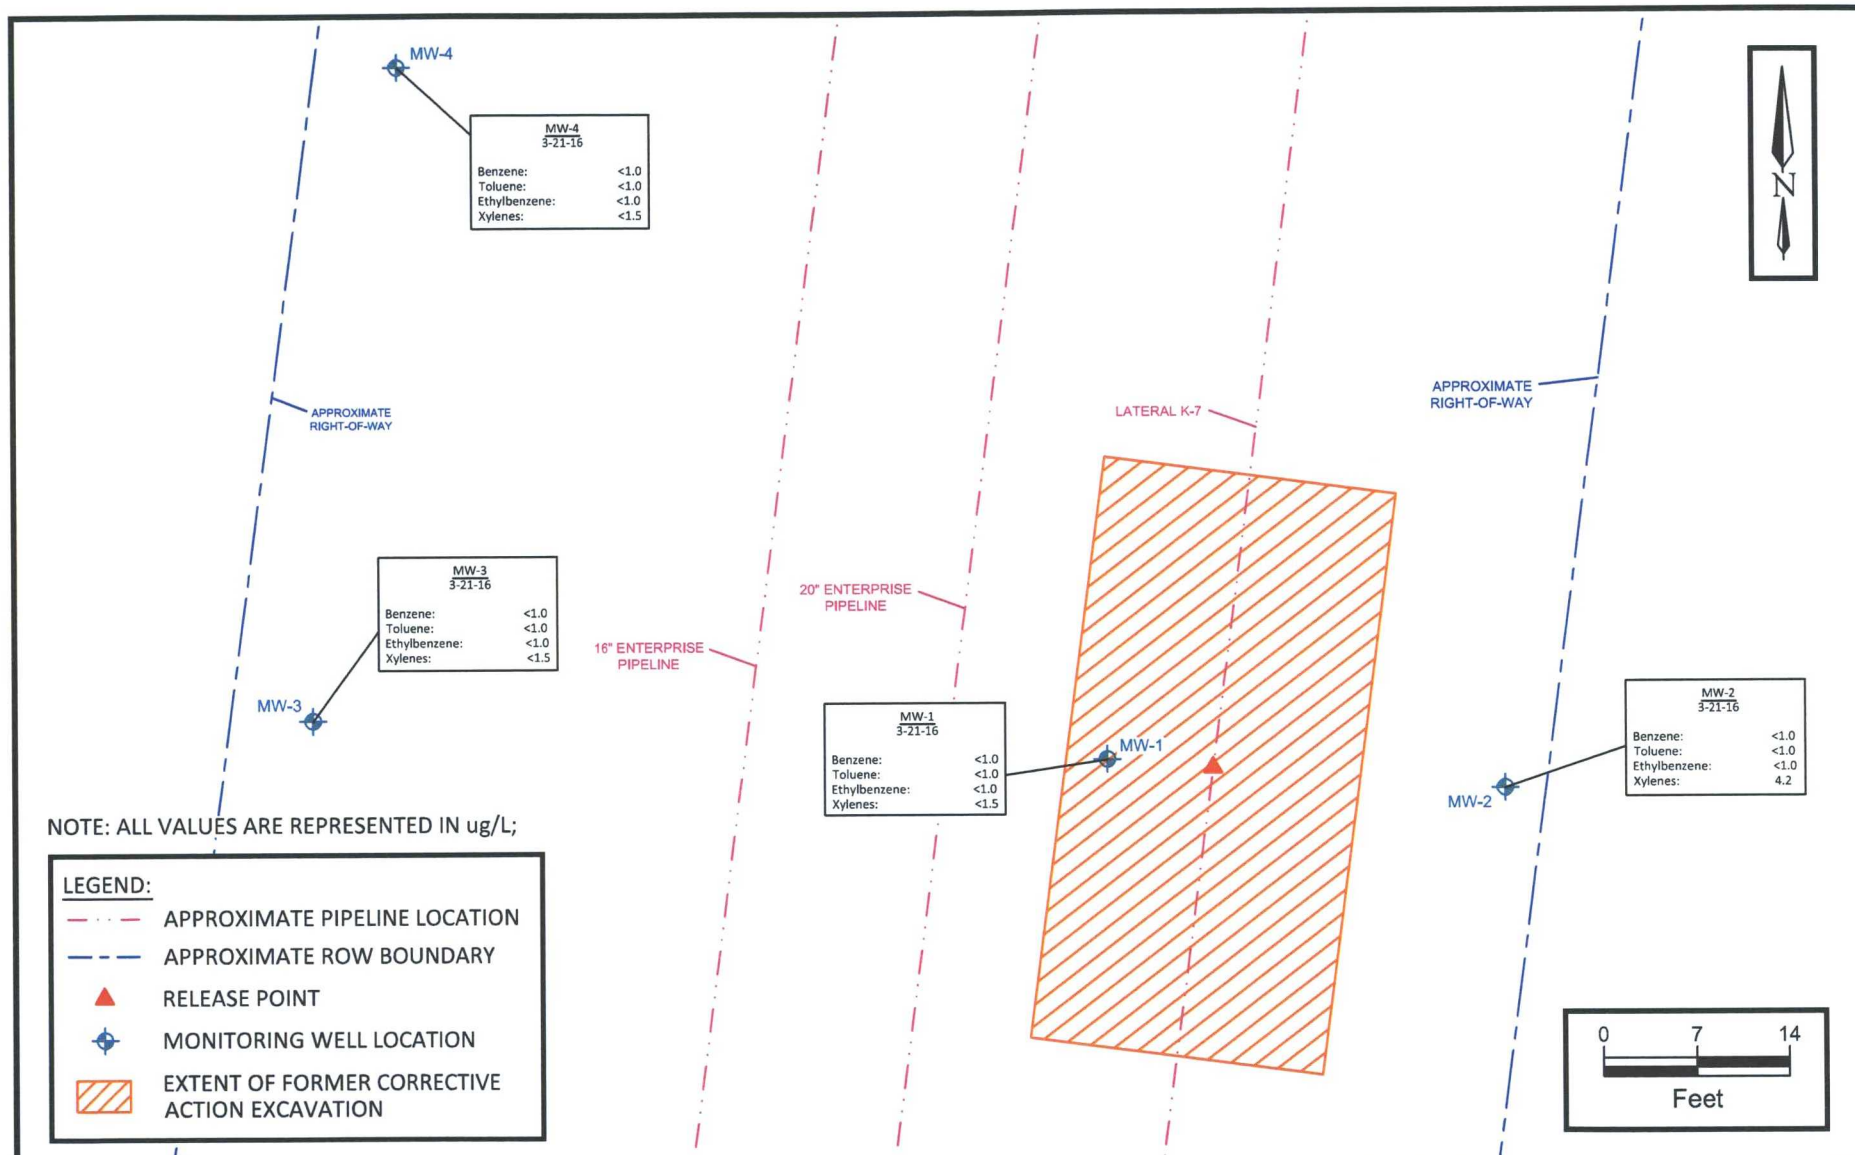 MW-4
MW-4
3-21-16
Benzene: <1.0
Toluene: <1.0
Ethylbenzene: <1.0
Xylenes: <1.5
N
APPROXIMATE
RIGHT-OF-WAY
LATERAL K-7
APPROXIMATE
RIGHT-OF-WAY
MW-3
3-21-16
Benzene: <1.0
Toluene: <1.0
Ethylbenzene: <1.0
Xylenes: <1.5
MW-3
16" ENTERPRISE
PIPELINE
20" ENTERPRISE
PIPELINE
MW-1
3-21-16
Benzene: <1.0
Toluene: <1.0
Ethylbenzene: <1.0
Xylenes: <1.5
MW-1
MW-2
3-21-16
Benzene: <1.0
Toluene: <1.0
Ethylbenzene: <1.0
Xylenes: 4.2
MW-2
NOTE: ALL VALUES ARE REPRESENTED IN ug/L;
LEGEND:
APPROXIMATE PIPELINE LOCATION
APPROXIMATE ROW BOUNDARY
RELEASE POINT
MONITORING WELL LOCATION
EXTENT OF FORMER CORRECTIVE
ACTION EXCAVATION
0 7 14
Feet